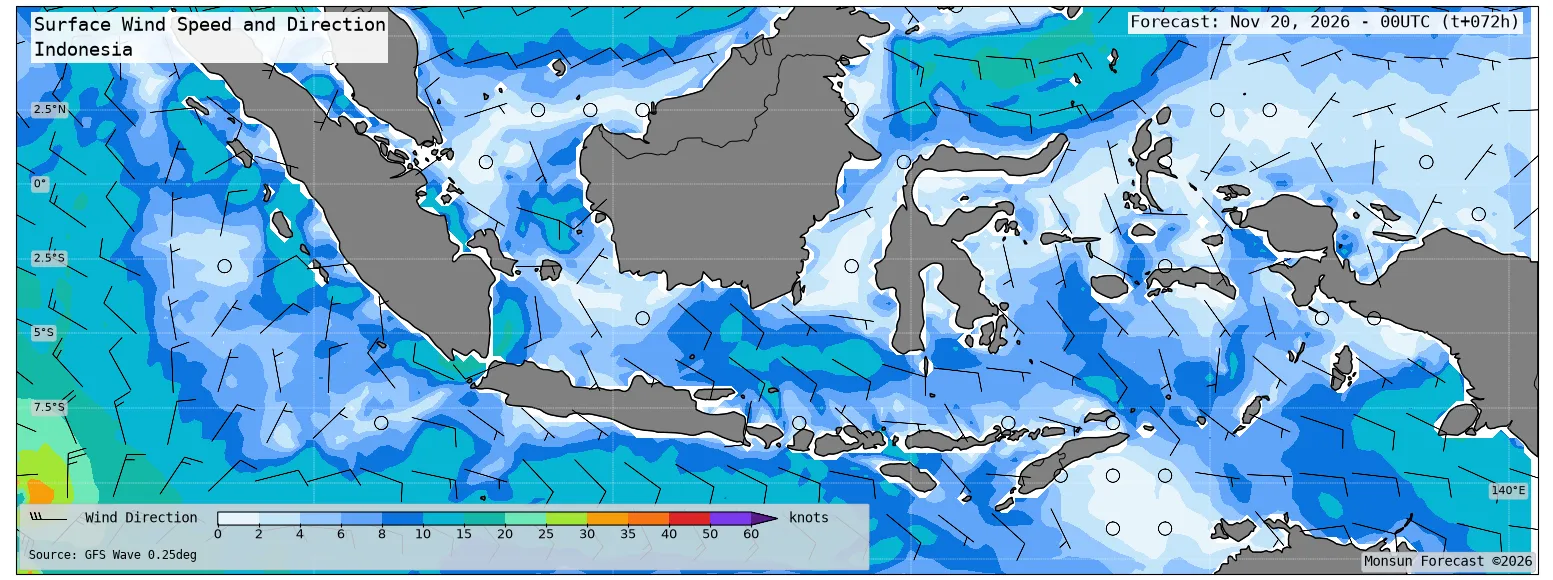 Surface Wind Speed and Direction
Indonesia
Forecast: Nov 20, 2026 - 00UTC (t+072h)
2.5°N
0°
2.5°S
5°S
7.5°S
140°E
Wind Direction
0 2 4 6 8 10 15 20 25 30 35 40 50 60
knots
Source: GFS Wave 0.25deg
Monsun Forecast ©2026